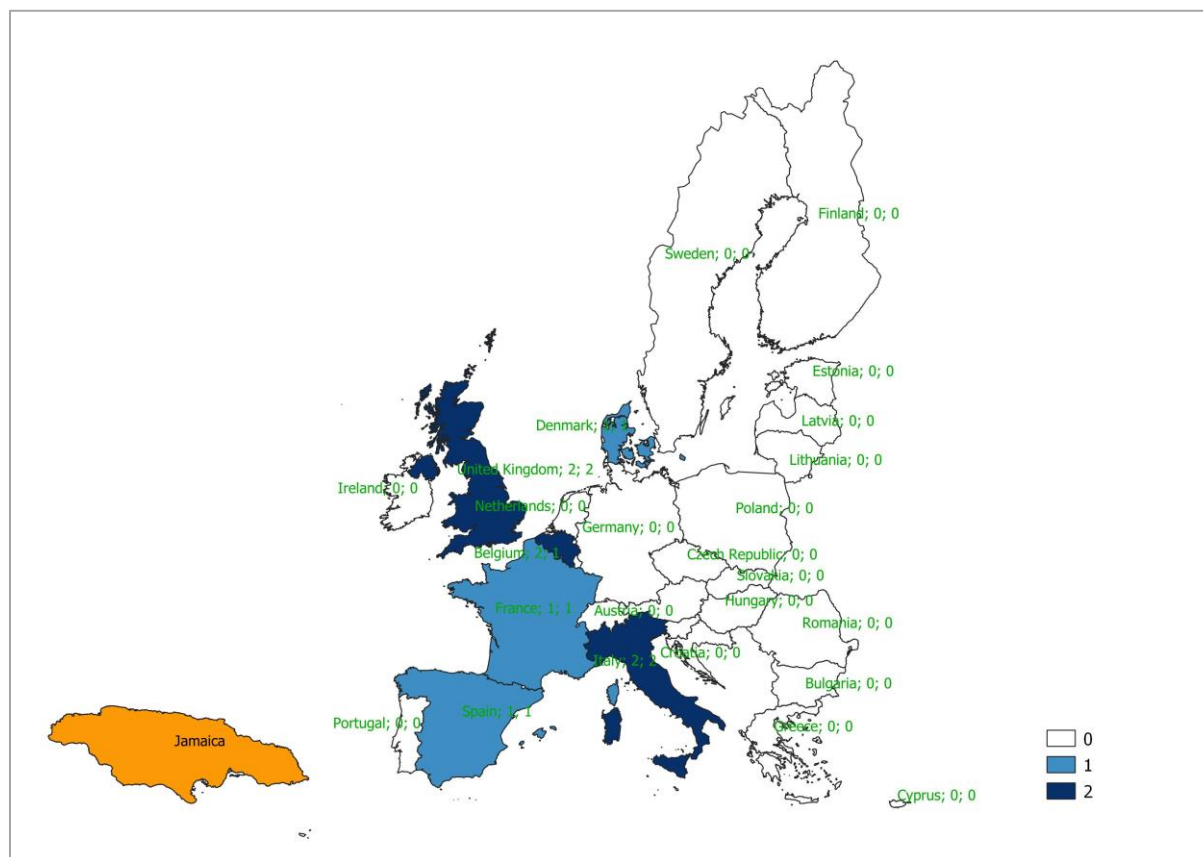 Finland; 0; 0
Sweden; 0; 0
Estonia; 0; 0
Latvia; 0; 0
Denmark;
Lithuania; 0; 0
United Kingdom; 2; 2
Ireland; 0; 0
Netherlands; 0; 0
Poland; 0; 0
Germany; 0; 0
Belgium; 2; 1
Czech Republic; 0; 0
Slovakia; 0; 0
Hungary; 0; 0
France; 1; 1
Austria; 0; 0
Romania; 0; 0
Croatia; 0; 0
Italy; 2; 2
Bulgaria; 0; 0
Spain; 1; 1
Portugal; 0; 0
Greece; 0; 0
Jamaica
0
1
2
Cyprus; 0; 0